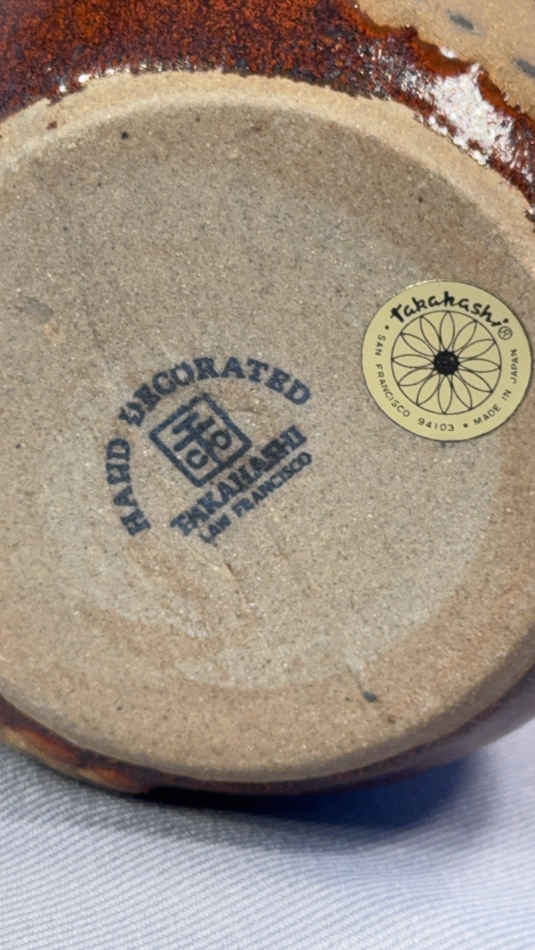 HAND DECORATED
TAKAHASHI
SAN FRANCISCO
Takahashi®
• SAN FRANCISCO 94103 • MADE IN JAPAN